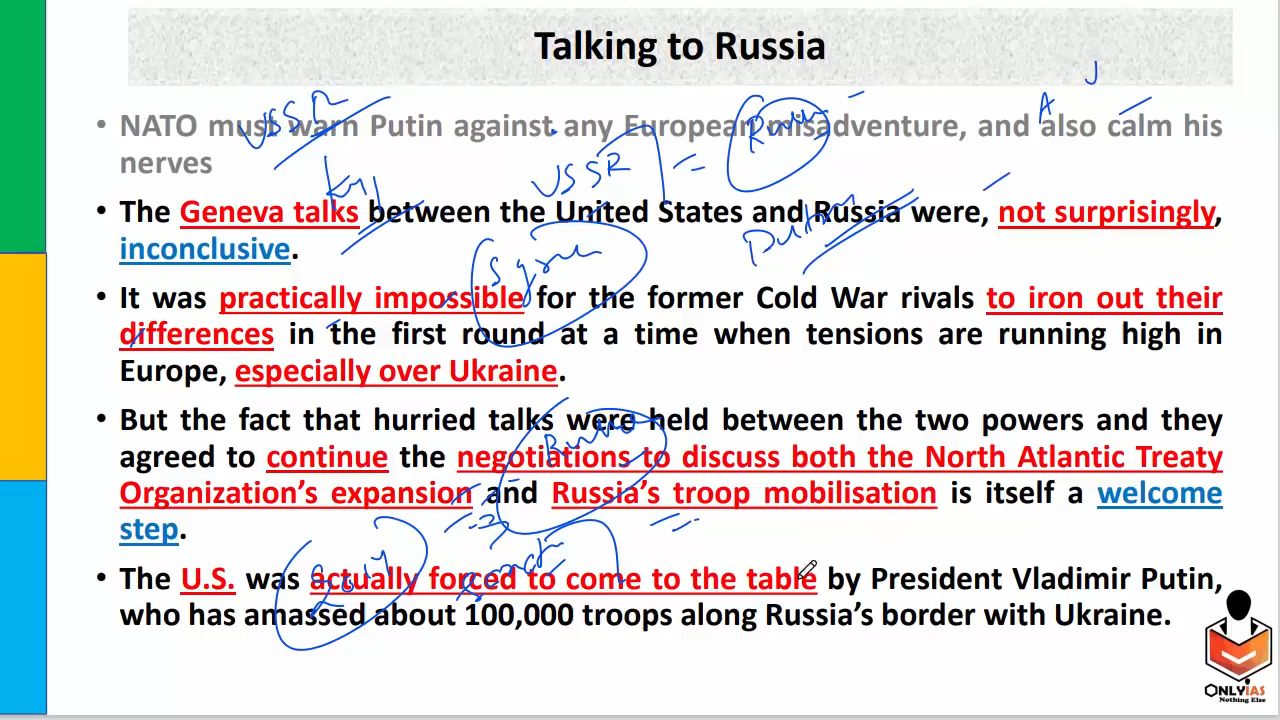 Talking to Russia
• NATO must warn Putin against any European misadventure, and also calm his
nerves
• The Geneva talks between the United States and Russia were, not surprisingly,
inconclusive.
• It was practically impossible for the former Cold War rivals to iron out their
differences in the first round at a time when tensions are running high in
Europe, especially over Ukraine.
• But the fact that hurried talks were held between the two powers and they
agreed to continue the negotiations to discuss both the North Atlantic Treaty
Organization's expansion and Russia's troop mobilisation is itself a welcome
step.
• The U.S. was actually forced to come to the table by President Vladimir Putin,
who has amassed about 100,000 troops along Russia's border with Ukraine.
USSR
USSR =
Putin
J
A
2014
ONLYIAS
Nothing Else